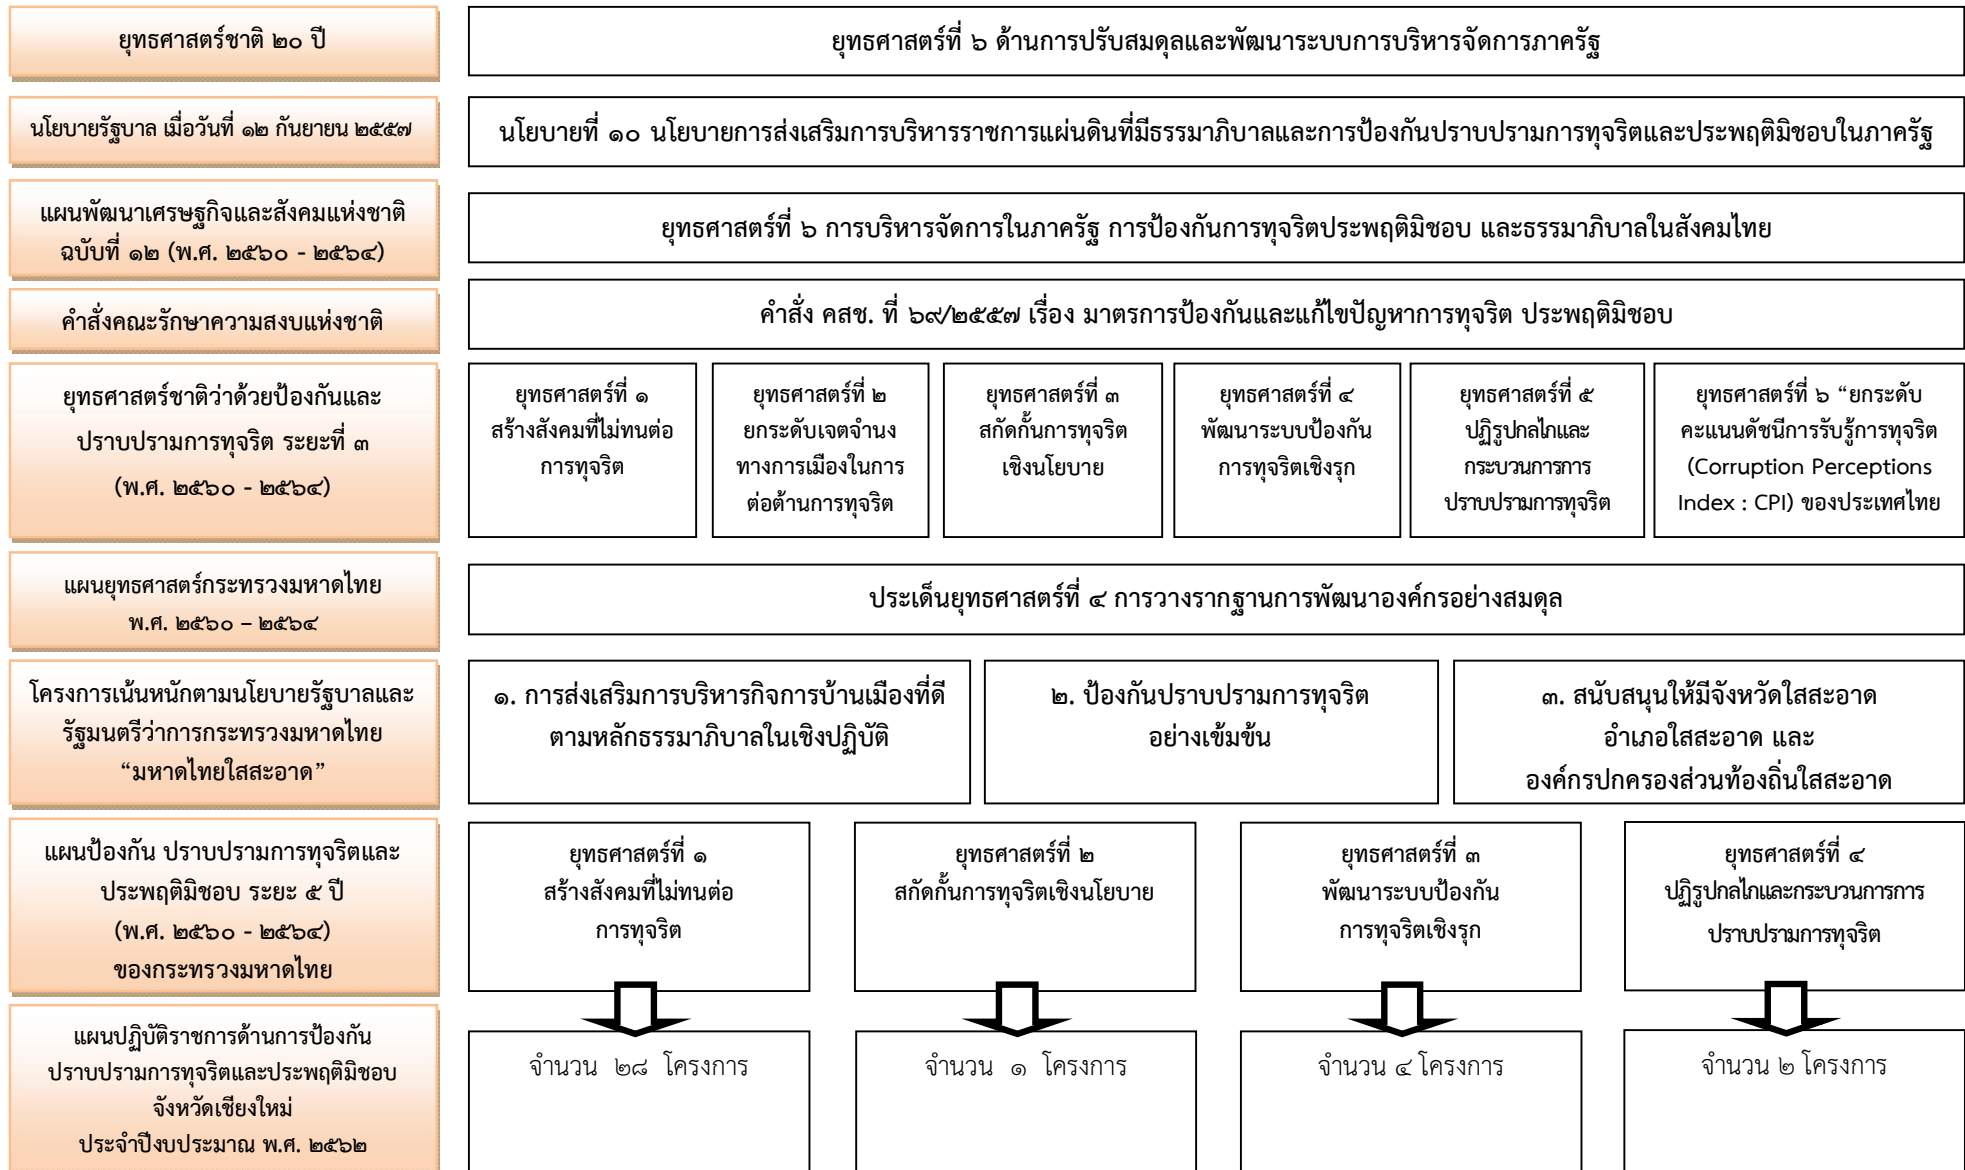 ยุทธศาสตร์ชาติ ๒๐ ปี
ยุทธศาสตร์ที่ ๖ ด้านการปรับสมดุลและพัฒนาระบบการบริหารจัดการภาครัฐ
นโยบายรัฐบาล เมื่อวันที่ ๑๒ กันยายน ๒๕๕๗
นโยบายที่ ๑๐ นโยบายการส่งเสริมการบริหารราชการแผ่นดินที่มีธรรมาภิบาลและการป้องกันปราบปรามการทุจริตและประพฤติมิชอบในภาครัฐ
แผนพัฒนาเศรษฐกิจและสังคมแห่งชาติ
ฉบับที่ ๑๒ (พ.ศ. ๒๕๖๐ - ๒๕๖๔)
ยุทธศาสตร์ที่ ๖ การบริหารจัดการในภาครัฐ การป้องกันการทุจริตประพฤติมิชอบ และธรรมาภิบาลในสังคมไทย
คำสั่งคณะรักษาความสงบแห่งชาติ
คำสั่ง คสช. ที่ ๖๙/๒๕๕๗ เรื่อง มาตรการป้องกันและแก้ไขปัญหาการทุจริต ประพฤติมิชอบ
ยุทธศาสตร์ชาติว่าด้วยป้องกันและ
ปราบปรามการทุจริต ระยะที่ ๓
(พ.ศ. ๒๕๖๐ - ๒๕๖๔)
ยุทธศาสตร์ที่ ๑
สร้างสังคมที่ไม่ทนต่อ
การทุจริต
ยุทธศาสตร์ที่ ๒
ยกระดับเจตจำนง
ทางการเมืองในการ
ต่อต้านการทุจริต
ยุทธศาสตร์ที่ ๓
สกัดกั้นการทุจริต
เชิงนโยบาย
ยุทธศาสตร์ที่ ๔
พัฒนาระบบป้องกัน
การทุจริตเชิงรุก
ยุทธศาสตร์ที่ ๕
ปฏิรูปกลไกและ
กระบวนการการ
ปราบปรามการทุจริต
ยุทธศาสตร์ที่ ๖ “ยกระดับ
คะแนนดัชนีการรับรู้การทุจริต
(Corruption Perceptions
Index : CPI) ของประเทศไทย
แผนยุทธศาสตร์กระทรวงมหาดไทย
พ.ศ. ๒๕๖๐ – ๒๕๖๔
ประเด็นยุทธศาสตร์ที่ ๔ การวางรากฐานการพัฒนาองค์กรอย่างสมดุล
โครงการเน้นหนักตามนโยบายรัฐบาลและ
รัฐมนตรีว่าการกระทรวงมหาดไทย
“มหาดไทยใสสะอาด”
๑. การส่งเสริมการบริหารกิจการบ้านเมืองที่ดี
ตามหลักธรรมาภิบาลในเชิงปฏิบัติ
๒. ป้องกันปราบปรามการทุจริต
อย่างเข้มข้น
๓. สนับสนุนให้มีจังหวัดใสสะอาด
อำเภอใสสะอาด และ
องค์กรปกครองส่วนท้องถิ่นใสสะอาด
แผนป้องกัน ปราบปรามการทุจริตและ
ประพฤติมิชอบ ระยะ ๕ ปี
(พ.ศ. ๒๕๖๐ - ๒๕๖๔)
ของกระทรวงมหาดไทย
ยุทธศาสตร์ที่ ๑
สร้างสังคมที่ไม่ทนต่อ
การทุจริต
ยุทธศาสตร์ที่ ๒
สกัดกั้นการทุจริตเชิงนโยบาย
ยุทธศาสตร์ที่ ๓
พัฒนาระบบป้องกัน
การทุจริตเชิงรุก
ยุทธศาสตร์ที่ ๔
ปฏิรูปกลไกและกระบวนการการ
ปราบปรามการทุจริต
แผนปฏิบัติราชการด้านการป้องกัน
ปราบปรามการทุจริตและประพฤติมิชอบ
จังหวัดเชียงใหม่
ประจำปีงบประมาณ พ.ศ. ๒๕๖๒
จำนวน ๒๘ โครงการ
จำนวน ๑ โครงการ
จำนวน ๔ โครงการ
จำนวน ๒ โครงการ